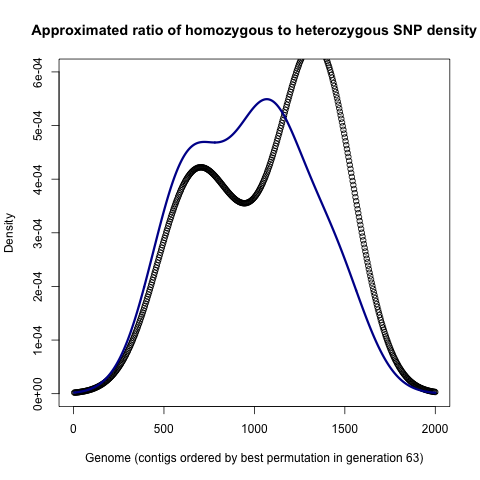 Approximated ratio of homozygous to heterozygous SNP density
6e-04
5e-04
4e-04
3e-04
2e-04
1e-04
0e+00
Density
0 500 1000 1500 2000
Genome (contigs ordered by best permutation in generation 63)